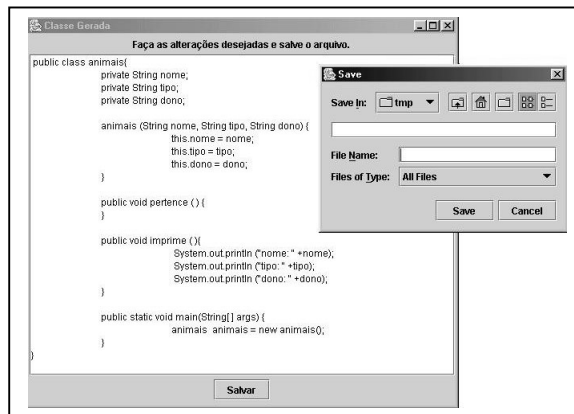 Classe Gerada
Faça as alterações desejadas e salve o arquivo.
public class animais{
private String nome;
private String tipo;
private String dono;
animais (String nome, String tipo, String dono) {
this.nome = nome;
this.tipo = tipo;
this.dono = dono;
}
public void pertence ( ) {
}
public void imprime ( ){
System.out.println ("nome: " +nome);
System.out.println ("tipo: " +tipo);
System.out.println ("dono: " +dono);
}
public static void main(String[ ] args) {
animais animais = new animais();
}
}
Salvar
Save
Save In: tmp
File Name:
Files of Type: All Files
Save Cancel